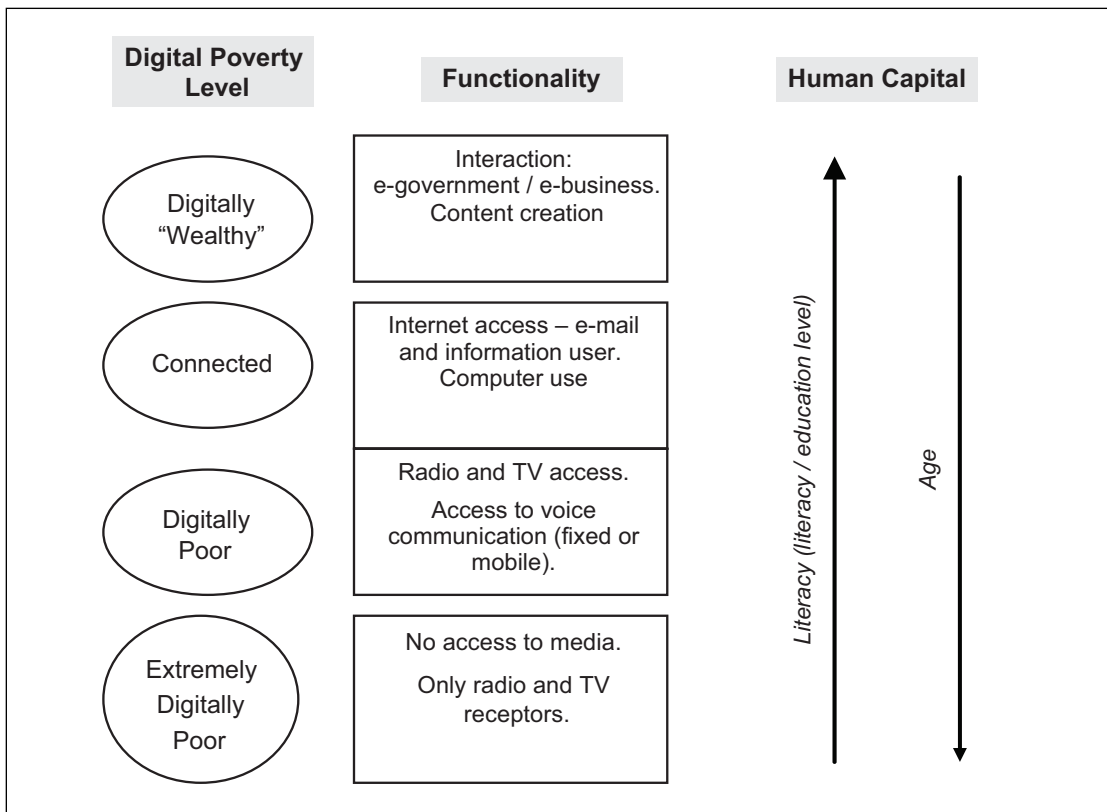 Digital Poverty
Level
Functionality
Human Capital
Digitally
“Wealthy”
Interaction:
e-government / e-business.
Content creation
Connected
Internet access – e-mail
and information user.
Computer use
Digitally
Poor
Radio and TV access.
Access to voice
communication (fixed or
mobile).
Extremely
Digitally
Poor
No access to media.
Only radio and TV
receptors.
Literacy (literacy / education level)
Age